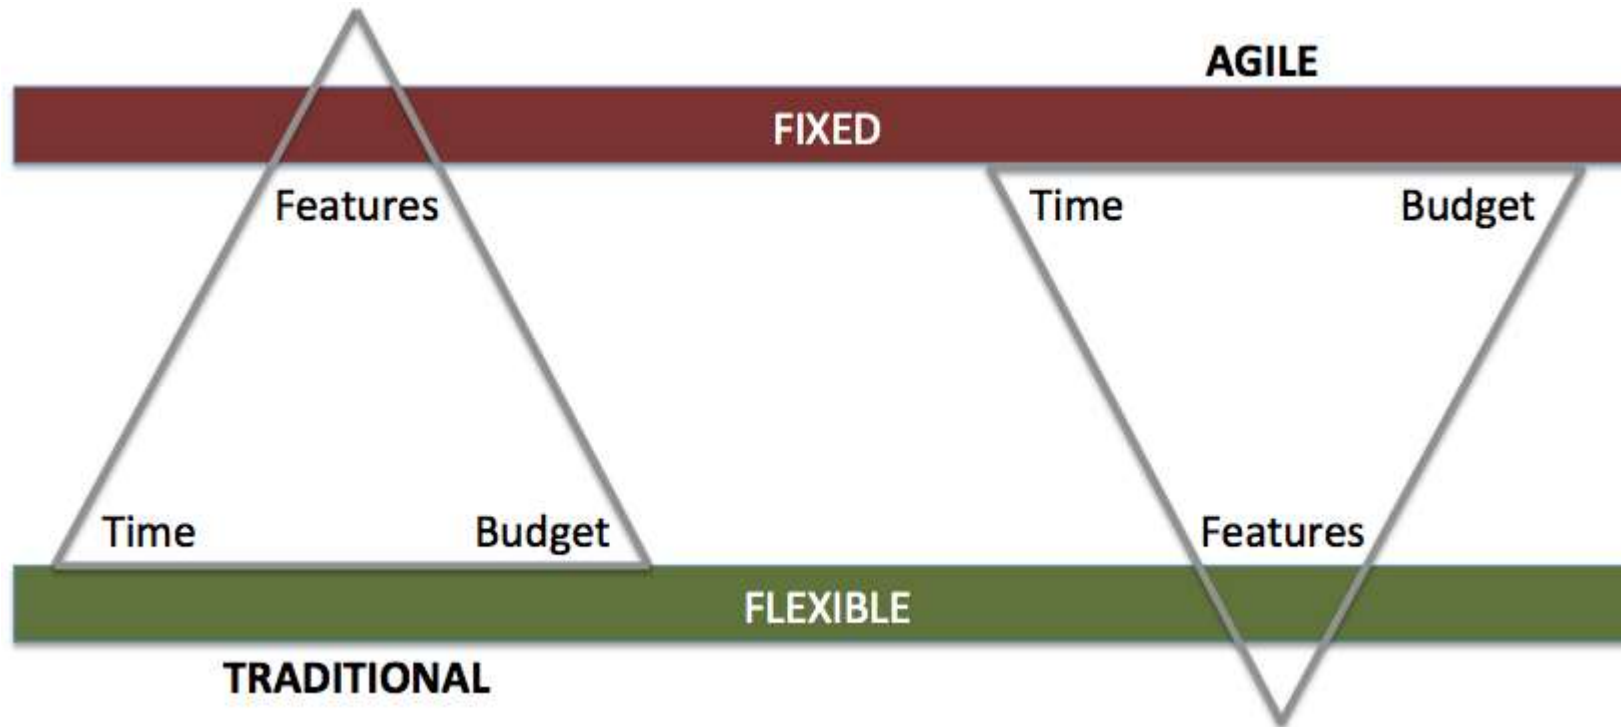 AGILE
FIXED
Features
Time Budget
Time Budget
Features
FLEXIBLE
TRADITIONAL